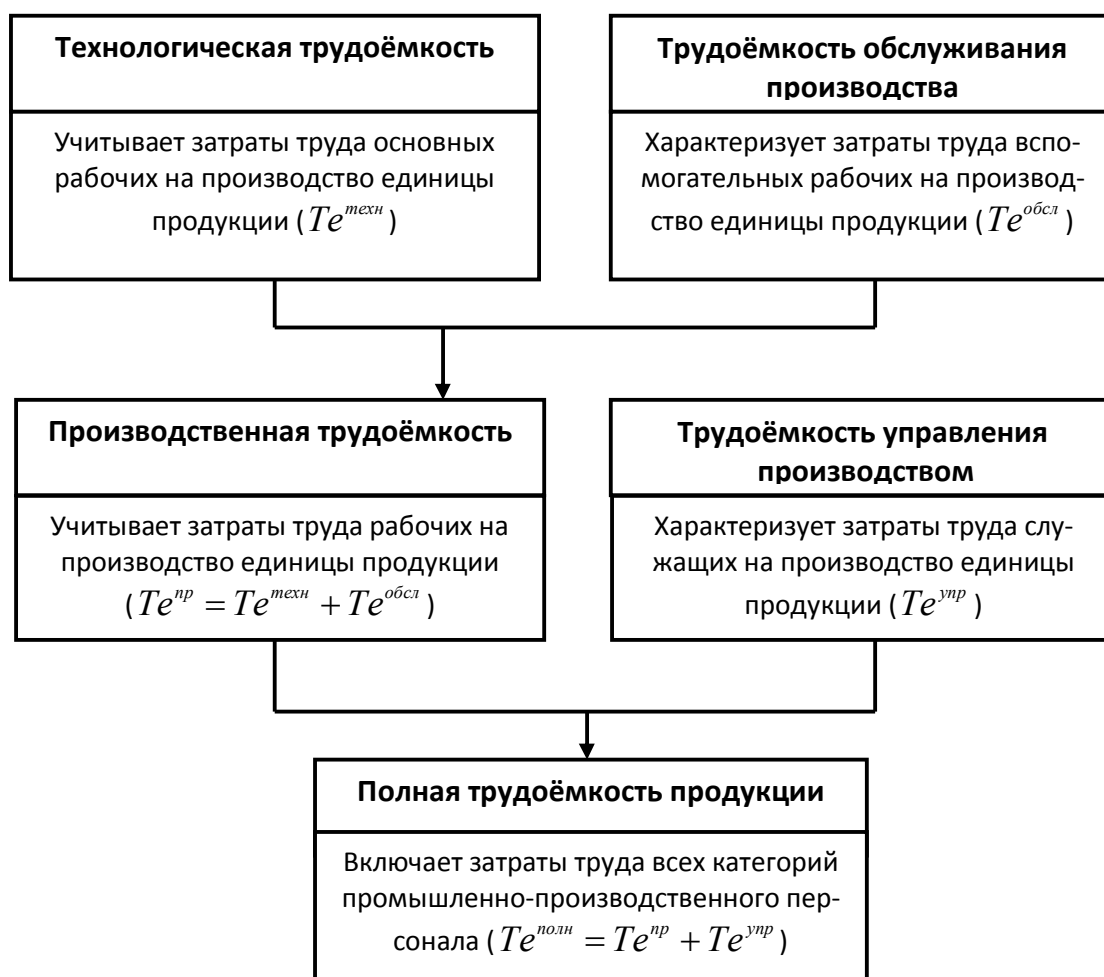 Технологическая трудоёмкость
Учитывает затраты труда основных
рабочих на производство единицы
продукции (Te^техн)
Трудоёмкость обслуживания
производства
Характеризует затраты труда вспо-
могательных рабочих на производ-
ство единицы продукции (Te^обсл)
Производственная трудоёмкость
Учитывает затраты труда рабочих на
производство единицы продукции
(Te^пр = Te^техн + Te^обсл)
Трудоёмкость управления
производством
Характеризует затраты труда слу-
жащих на производство единицы
продукции (Te^упр)
Полная трудоёмкость продукции
Включает затраты труда всех категорий
промышленно-производственного пер-
сонала (Te^полн = Te^пр + Te^упр)